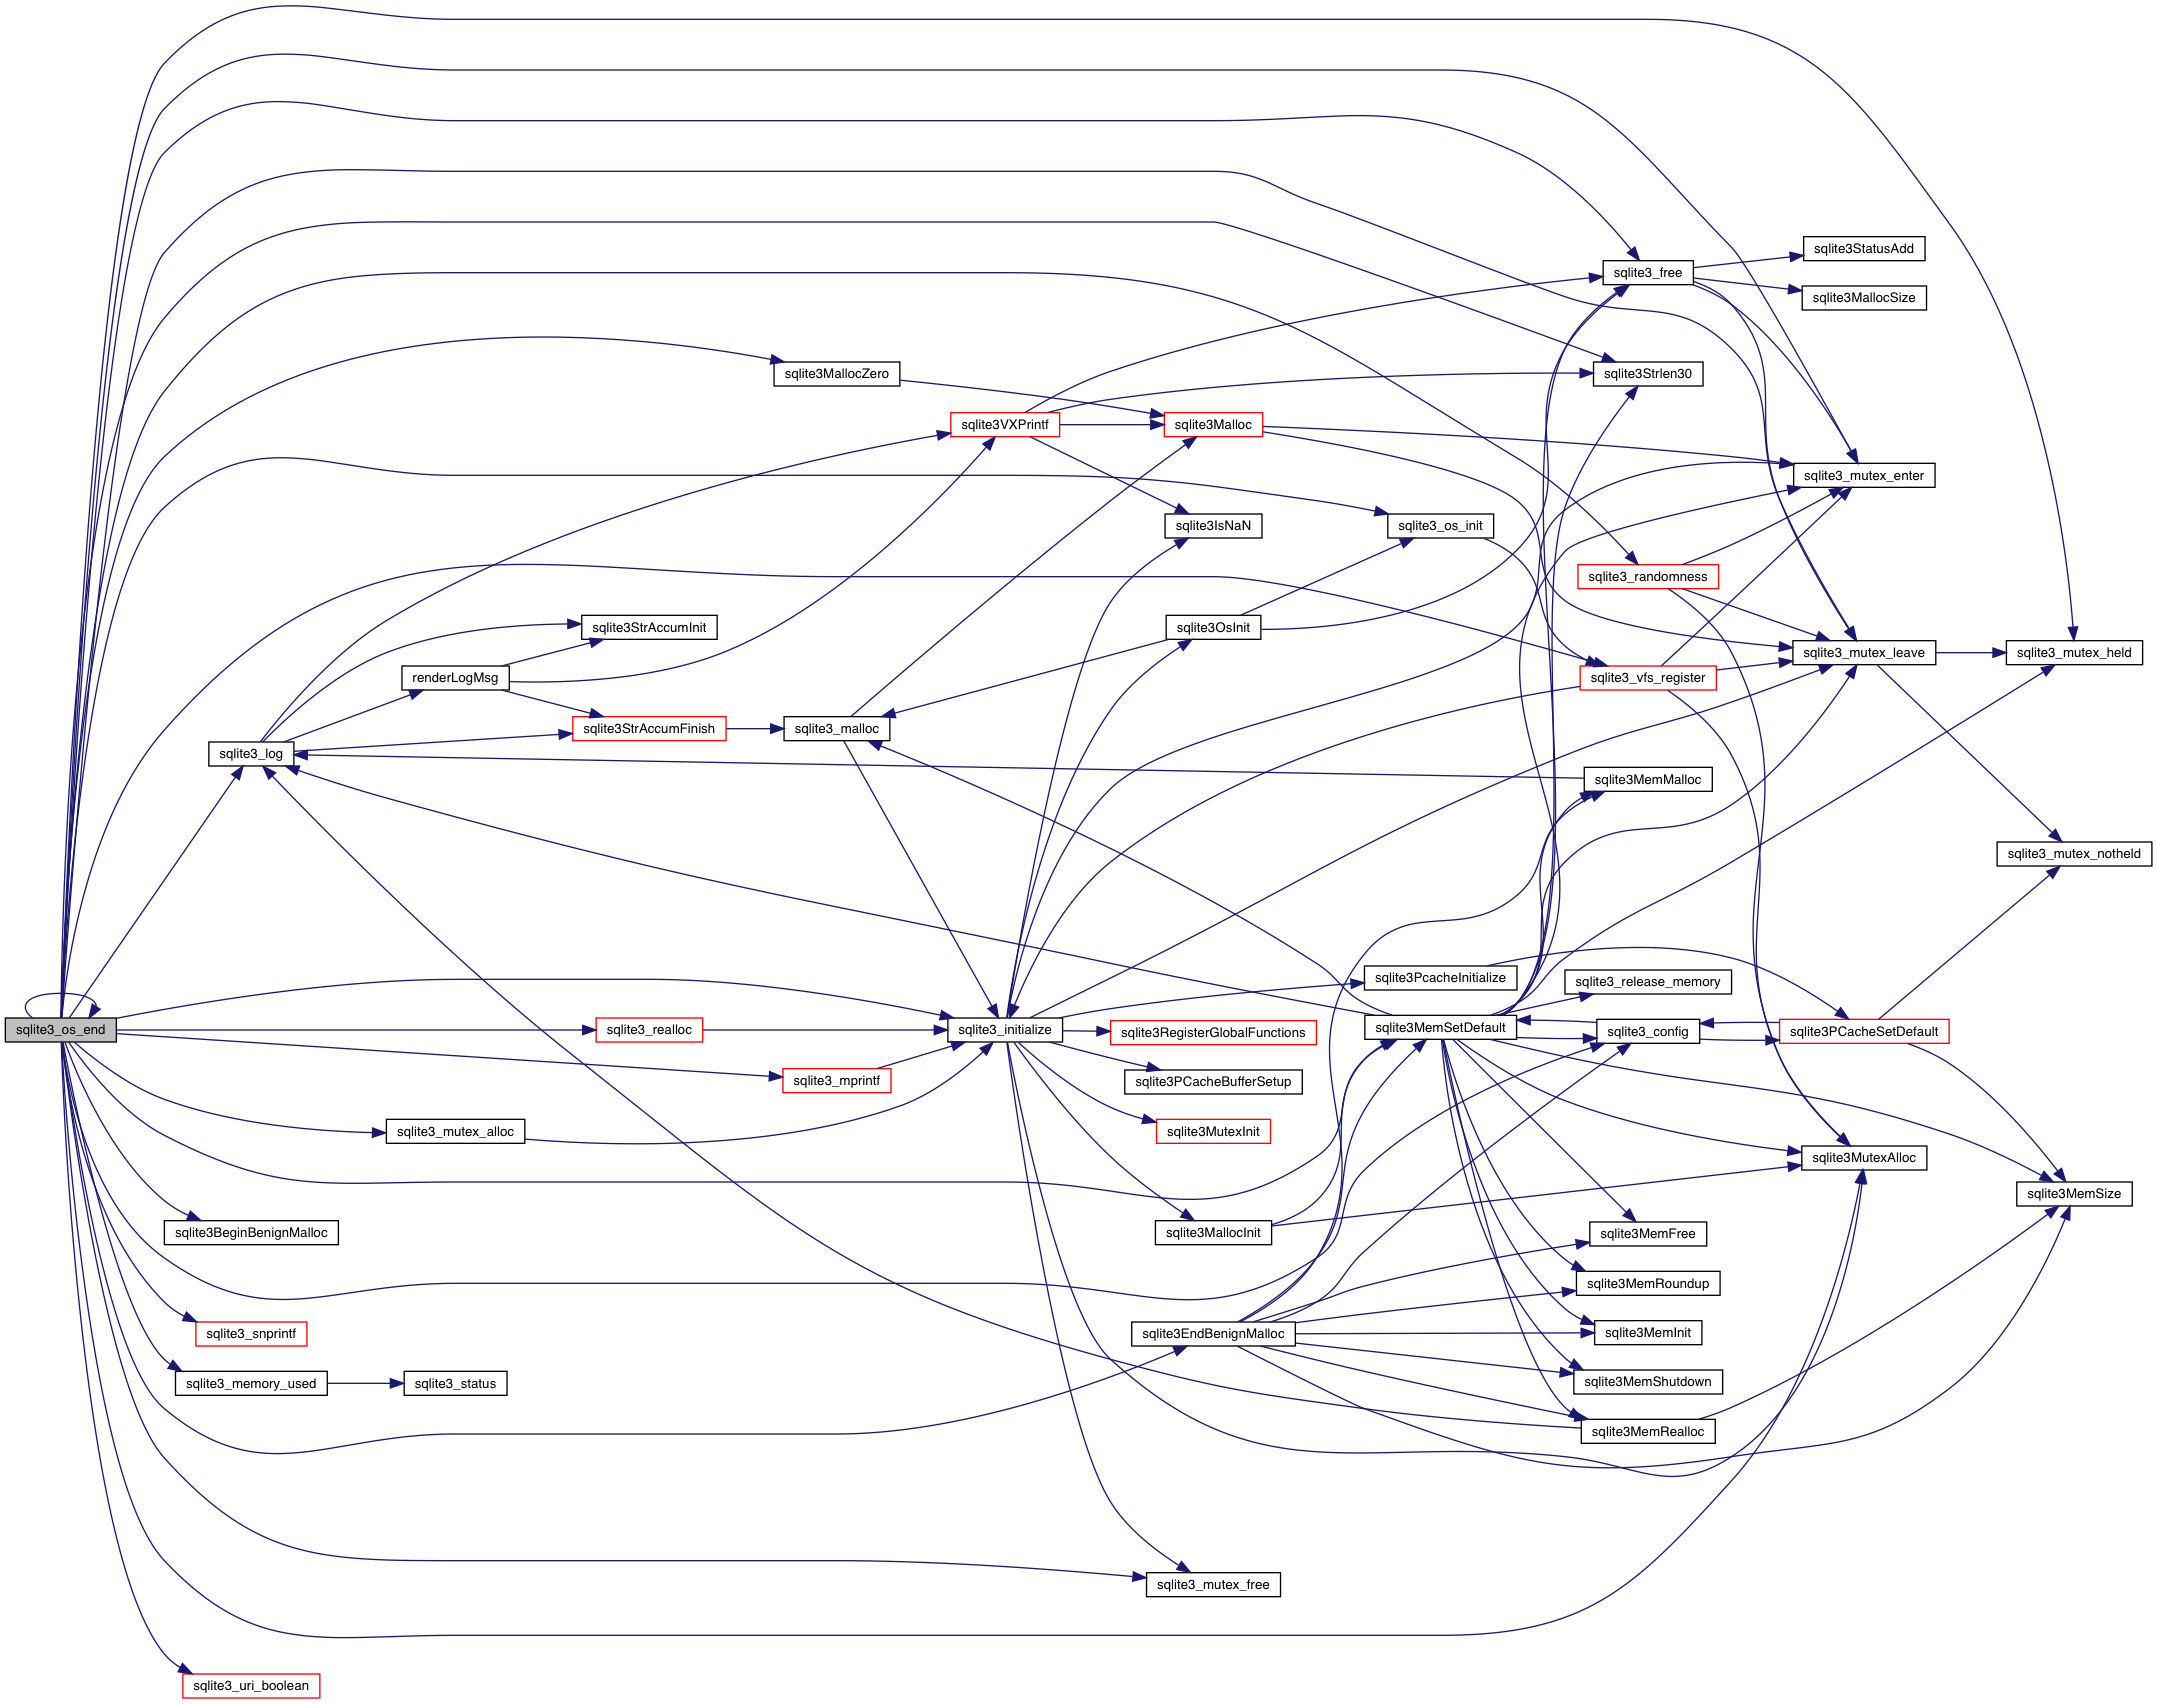 sqlite3StatusAdd
sqlite3_free
sqlite3MallocSize
sqlite3MallocZero
sqlite3Strlen30
sqlite3VXPrintf
sqlite3Malloc
sqlite3_mutex_enter
sqlite3IsNaN
sqlite3_os_init
sqlite3_randomness
sqlite3StrAccumInit
sqlite3OsInit
sqlite3_mutex_leave
sqlite3_mutex_held
renderLogMsg
sqlite3_vfs_register
sqlite3StrAccumFinish
sqlite3_malloc
sqlite3_log
sqlite3MemMalloc
sqlite3_mutex_notheld
sqlite3PcacheInitialize
sqlite3_release_memory
sqlite3_os_end
sqlite3_realloc
sqlite3_initialize
sqlite3RegisterGlobalFunctions
sqlite3MemSetDefault
sqlite3_config
sqlite3PCacheSetDefault
sqlite3_mprintf
sqlite3PCacheBufferSetup
sqlite3_mutex_alloc
sqlite3MutexInit
sqlite3MutexAlloc
sqlite3MemSize
sqlite3BeginBenignMalloc
sqlite3MallocInit
sqlite3MemFree
sqlite3MemRoundup
sqlite3_snprintf
sqlite3EndBenignMalloc
sqlite3MemInit
sqlite3_memory_used
sqlite3_status
sqlite3MemShutdown
sqlite3MemRealloc
sqlite3_mutex_free
sqlite3_uri_boolean